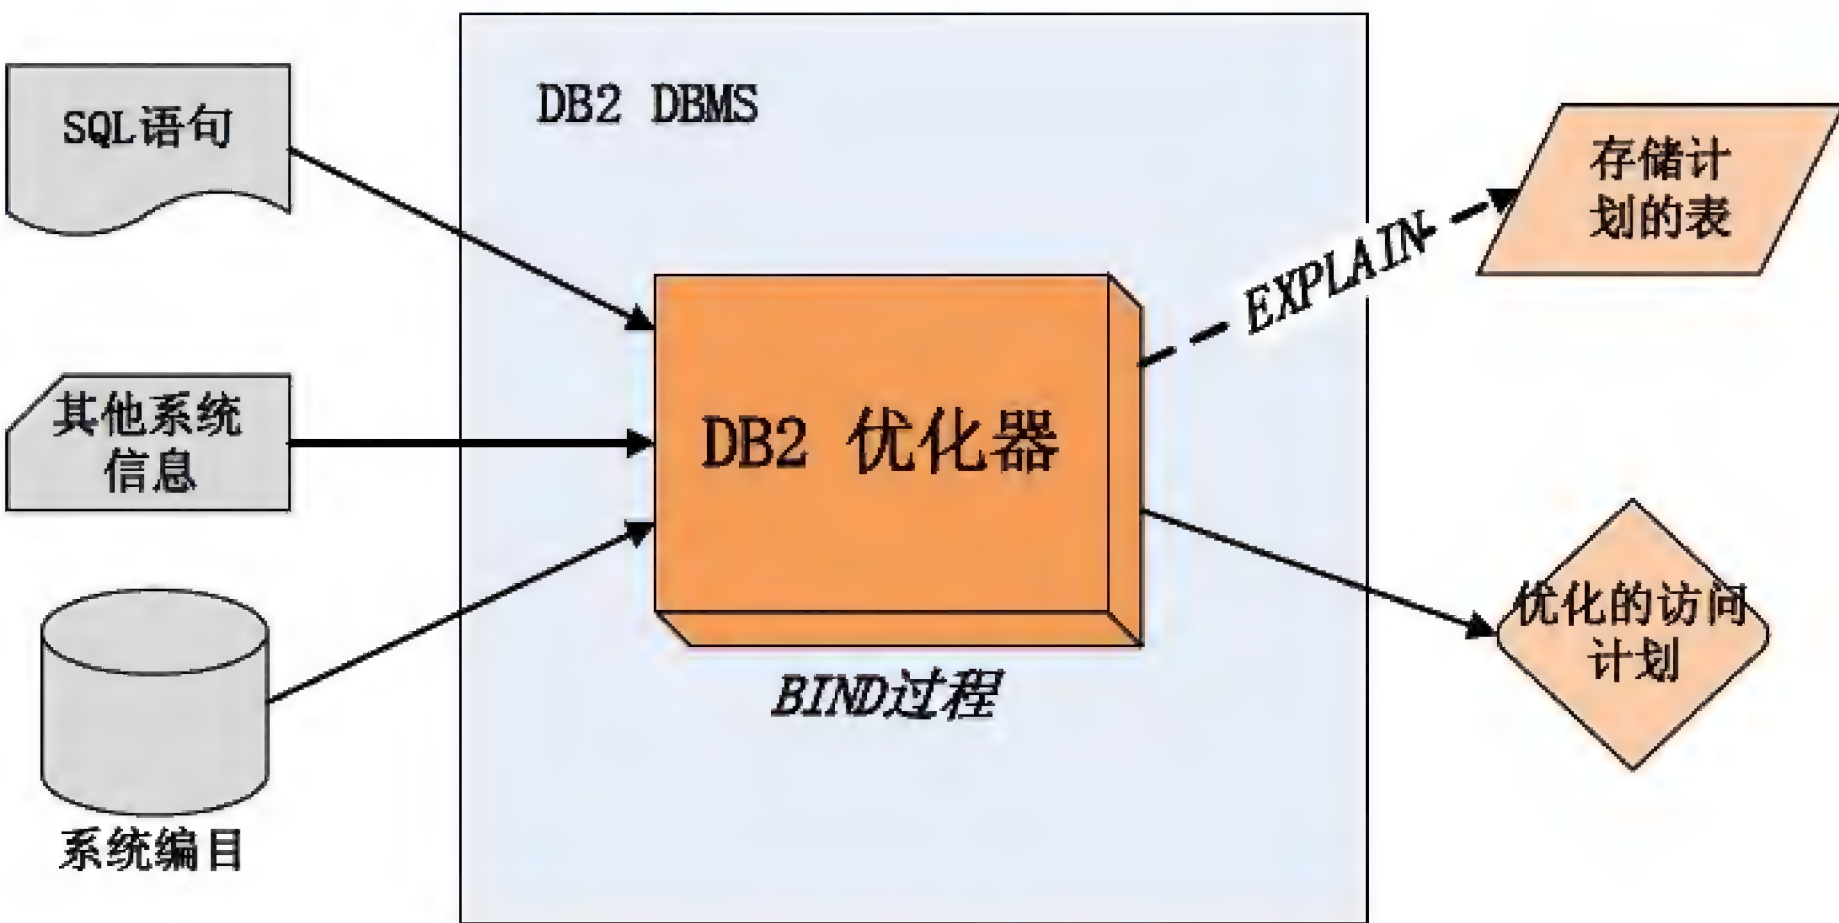 SQL语句
其他系统
信息
系统编目
DB2 DBMS
DB2 优化器
BIND过程
EXPLAIN
存储计
划的表
优化的访问
计划